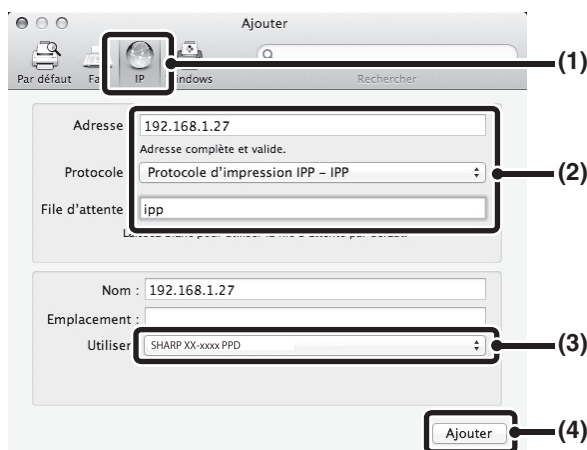 Ajouter
Par défaut IP Rechercher
(1)
Adresse 192.168.1.27
Adresse complète et valide.
Protocole Protocole d'impression IPP – IPP
(2)
File d'attente ipp
Nom : 192.168.1.27
Emplacement :
Utiliser SHARP XX-xxxx PPD
(3)
Ajouter
(4)